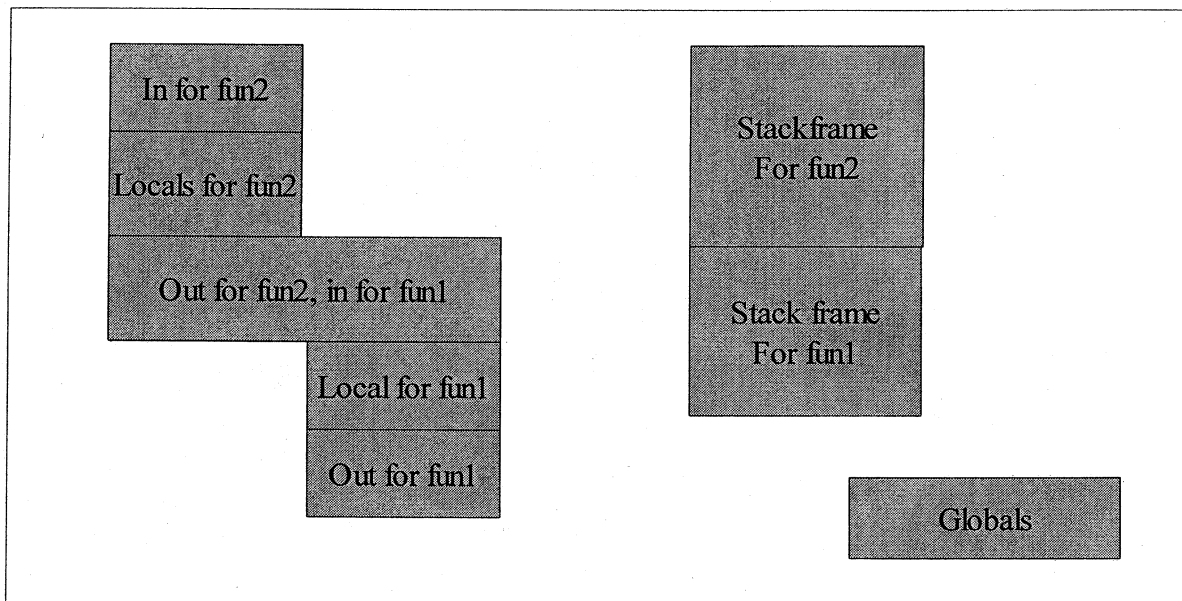 In for fun2
Locals for fun2
Out for fun2, in for fun1
Local for fun1
Out for fun1
Stackframe
For fun2
Stack frame
For fun1
Globals